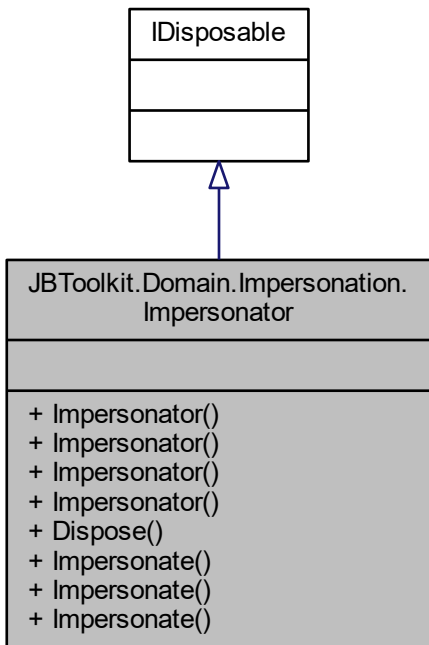 IDisposable
JBToolkit.Domain.Impersonation.
Impersonator
+ Impersonator()
+ Impersonator()
+ Impersonator()
+ Impersonator()
+ Dispose()
+ Impersonate()
+ Impersonate()
+ Impersonate()